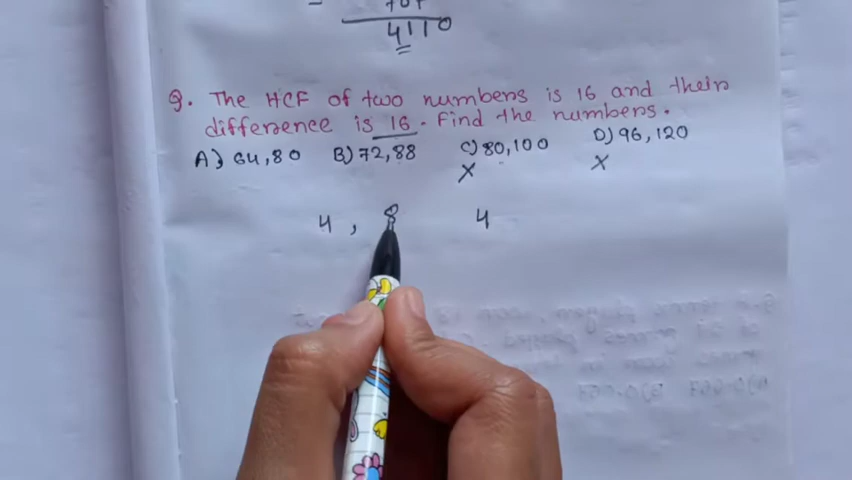 4110
Q. The HCF of two numbers is 16 and their
difference is 16. Find the numbers.
A) 64,80 B) 72,88 C) 80,100 D) 96,120
X X
4, 8 4